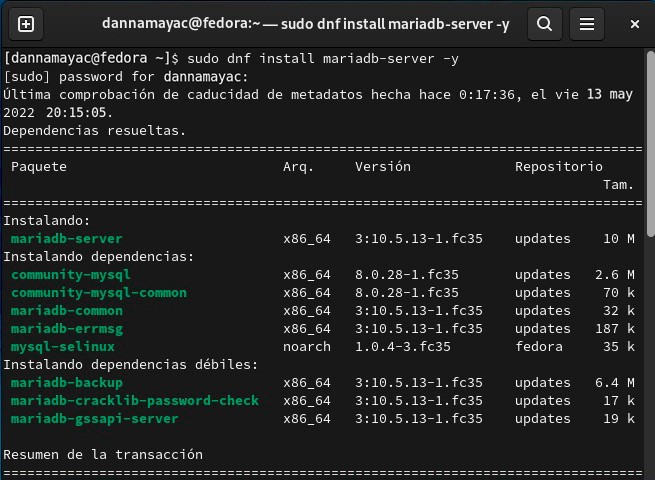 dannamayac@fedora:~ — sudo dnf install mariadb-server -y
[dannamayac@fedora ~]$ sudo dnf install mariadb-server -y
[sudo] password for dannamayac:
Última comprobación de caducidad de metadatos hecha hace 0:17:36, el vie 13 may
2022 20:15:05.
Dependencias resueltas.
================================================================================
Paquete Arq. Versión Repositorio
Tam.
================================================================================
Instalando:
mariadb-server x86_64 3:10.5.13-1.fc35 updates 10 M
Instalando dependencias:
community-mysql x86_64 8.0.28-1.fc35 updates 2.6 M
community-mysql-common x86_64 8.0.28-1.fc35 updates 70 k
mariadb-common x86_64 3:10.5.13-1.fc35 updates 32 k
mariadb-errmsg x86_64 3:10.5.13-1.fc35 updates 187 k
mysql-selinux noarch 1.0.4-3.fc35 fedora 35 k
Instalando dependencias débiles:
mariadb-backup x86_64 3:10.5.13-1.fc35 updates 6.4 M
mariadb-cracklib-password-check x86_64 3:10.5.13-1.fc35 updates 17 k
mariadb-gssapi-server x86_64 3:10.5.13-1.fc35 updates 19 k
Resumen de la transacción
================================================================================